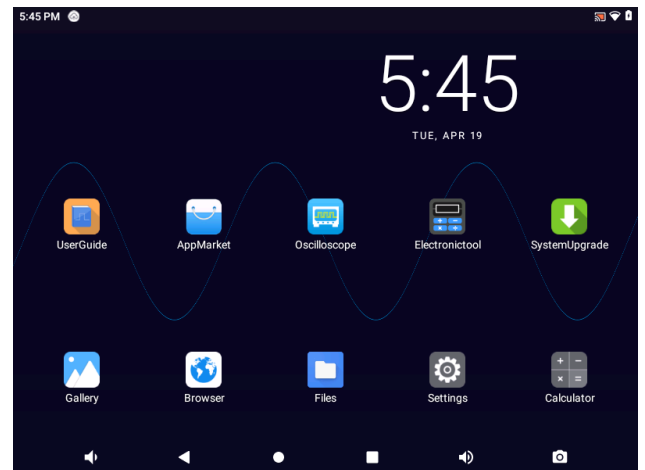 5:45 PM
5:45
TUE, APR 19
UserGuide
AppMarket
Oscilloscope
Electronictool
SystemUpgrade
Gallery
Browser
Files
Settings
Calculator